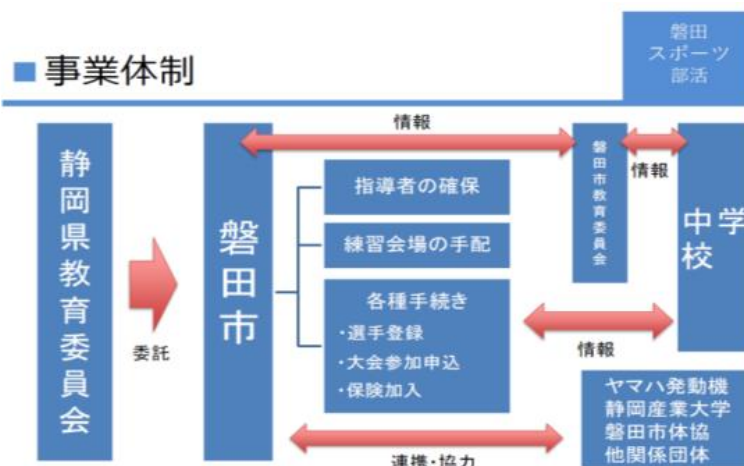 磐田
スポーツ
部活
■事業体制
静岡県教育委員会
委託
磐田市
情報
指導者の確保
練習会場の手配
各種手続き
・選手登録
・大会参加申込
・保険加入
磐田市教育委員会
情報
中学校
情報
ヤマハ発動機
静岡産業大学
磐田市体協
他関係団体
連携・協力